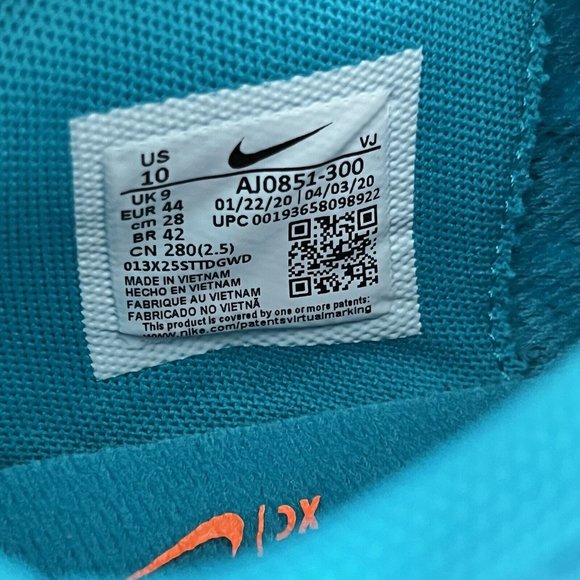 VJ
US
10
UK 9
EUR 44
cm 28
BR 42
CN 280(2.5)
AJ0851-300
01/22/20 | 04/03/20
UPC 00193658098922
013X25STTDGWD
MADE IN VIETNAM
HECHO EN VIETNAM
FABRIQUE AU VIETNAM
FABRICADO NO VIETNÃ
This product is covered by one or more patents:
www.nike.com/patentsvirtualmarking